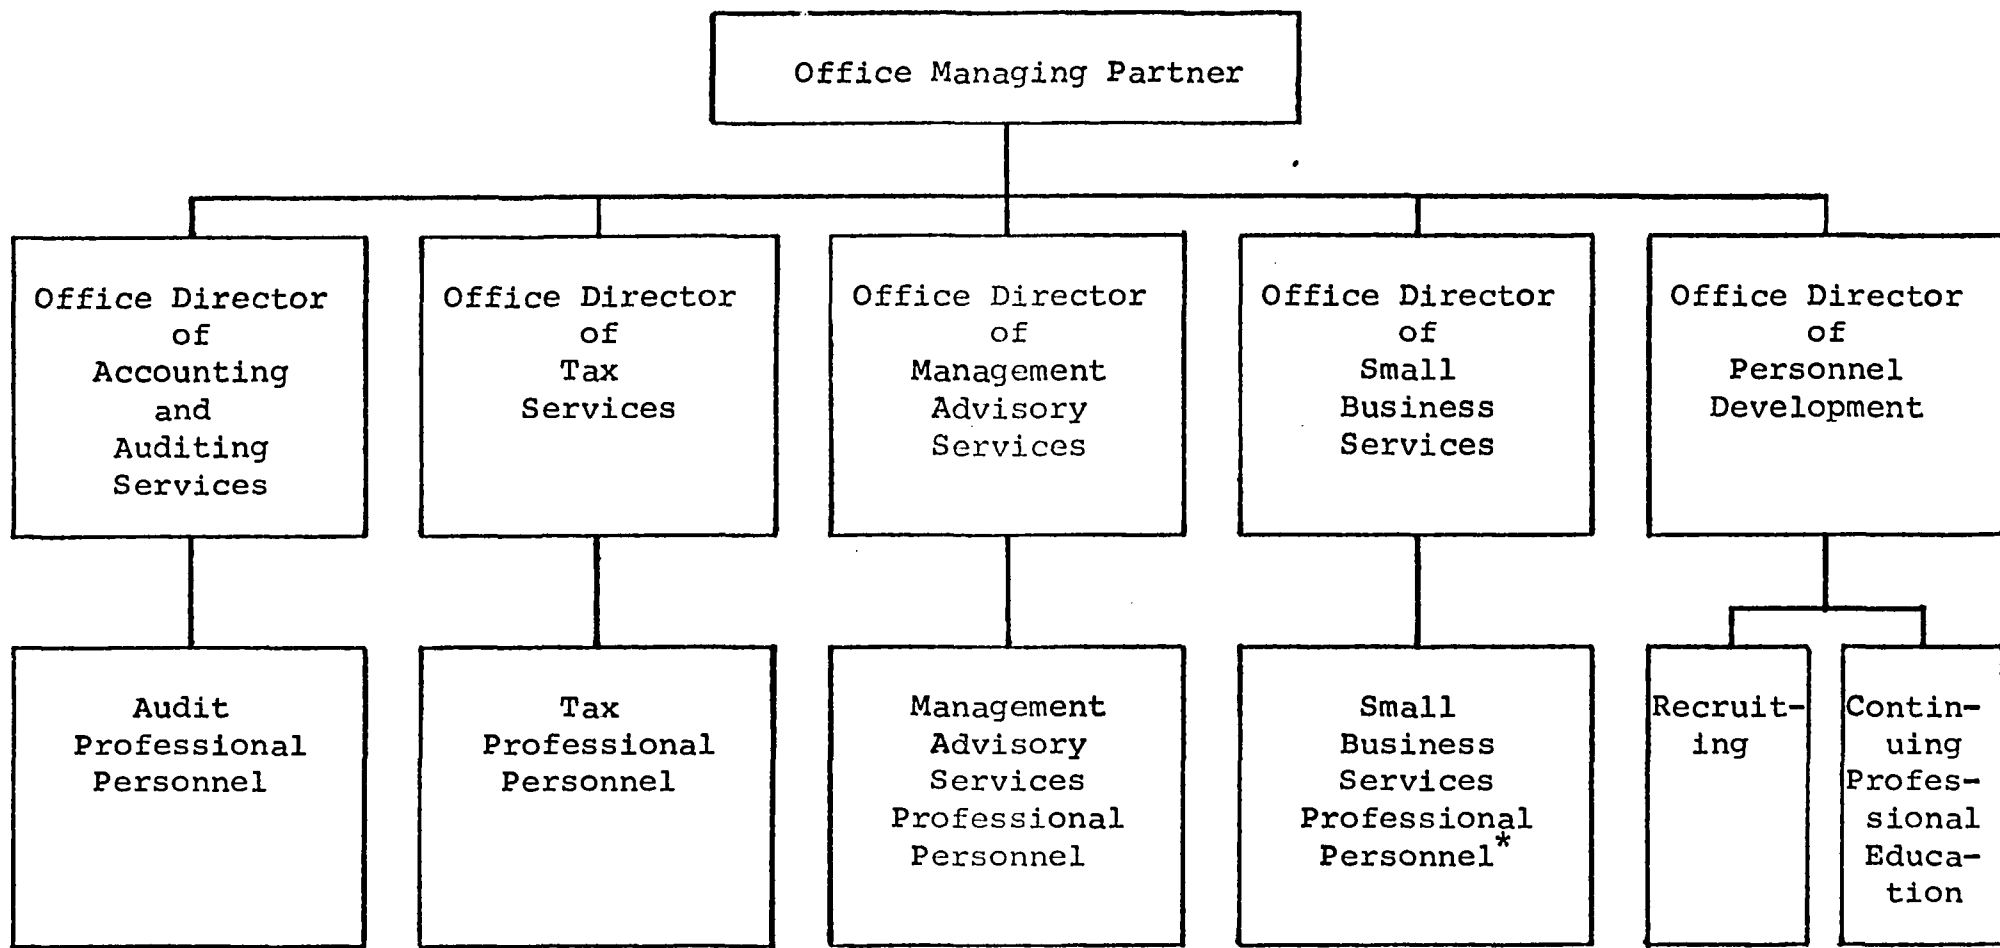 Office Managing Partner
Office Director
of
Accounting
and
Auditing
Services
Office Director
of
Tax
Services
Office Director
of
Management
Advisory
Services
Office Director
of
Small
Business
Services
Office Director
of
Personnel
Development
Audit
Professional
Personnel
Tax
Professional
Personnel
Management
Advisory
Services
Professional
Personnel
Small
Business
Services
Professional
Personnel*
Recruit-
ing
Contin-
uing
Profes-
sional
Educa-
tion